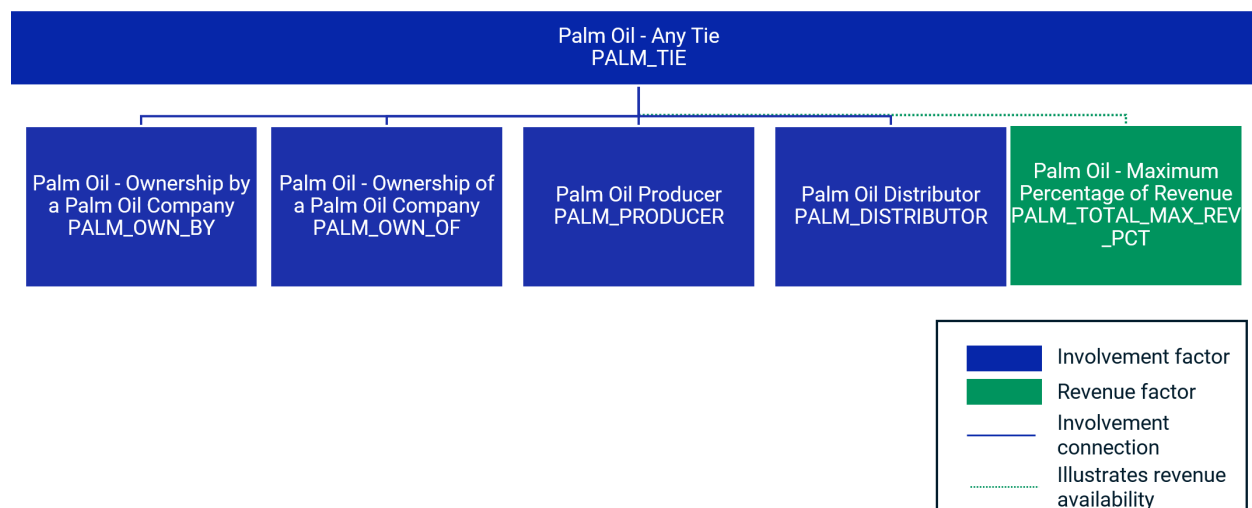 Palm Oil - Any Tie
PALM_TIE
Palm Oil - Ownership by
a Palm Oil Company
PALM_OWN_BY
Palm Oil - Ownership of
a Palm Oil Company
PALM_OWN_OF
Palm Oil Producer
PALM_PRODUCER
Palm Oil Distributor
PALM_DISTRIBUTOR
Palm Oil - Maximum
Percentage of Revenue
PALM_TOTAL_MAX_REV
_PCT
Involvement factor
Revenue factor
Involvement
connection
Illustrates revenue
availability